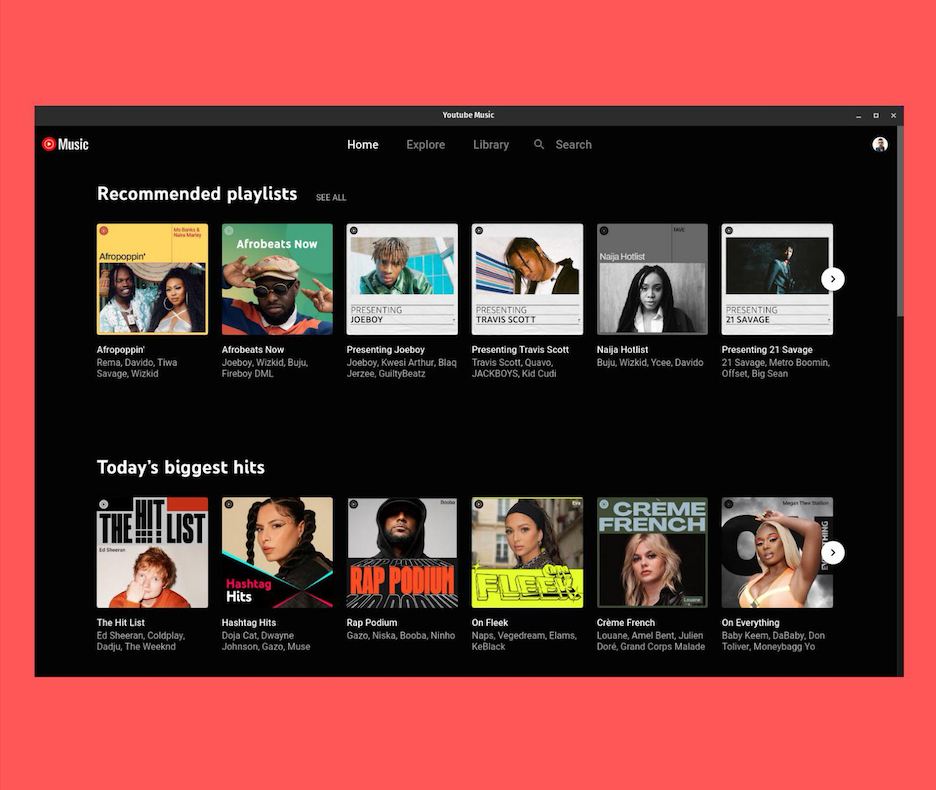 Youtube Music
Music
Home
Explore
Library
Search
Recommended playlists
SEE ALL
Ms Banks &
Naira Marley
Afropoppin'
Afrobeats Now
PRESENTING
JOEBOY
PRESENTING
TRAVIS SCOTT
FAVE
Naija Hotlist
PRESENTING
21 SAVAGE
Afropoppin'
Rema, Davido, Tiwa
Savage, Wizkid
Afrobeats Now
Joeboy, Wizkid, Buju,
Fireboy DML
Presenting Joeboy
Joeboy, Kwesi Arthur, Blaq
Jerzee, GuiltyBeatz
Presenting Travis Scott
Travis Scott, Quavo,
JACKBOYS, Kid Cudi
Naija Hotlist
Buju, Wizkid, Ycee, Davido
Presenting 21 Savage
21 Savage, Metro Boomin,
Offset, Big Sean
Today's biggest hits
THE HIT!!! LIST
Ed Sheeran
Hashtag
Hits
Booba
RAP PODIUM
Eva
ON FLEEK
CRÈME
FRENCH
Louane
Megan Thee Stallion
The Hit List
Ed Sheeran, Coldplay,
Dadju, The Weeknd
Hashtag Hits
Doja Cat, Dwayne
Johnson, Gazo, Muse
Rap Podium
Gazo, Niska, Booba, Ninho
On Fleek
Naps, Vegedream, Elams,
KeBlack
Crème French
Louane, Amel Bent, Julien
Doré, Grand Corps Malade
On Everything
Baby Keem, DaBaby, Don
Toliver, Moneybagg Yo